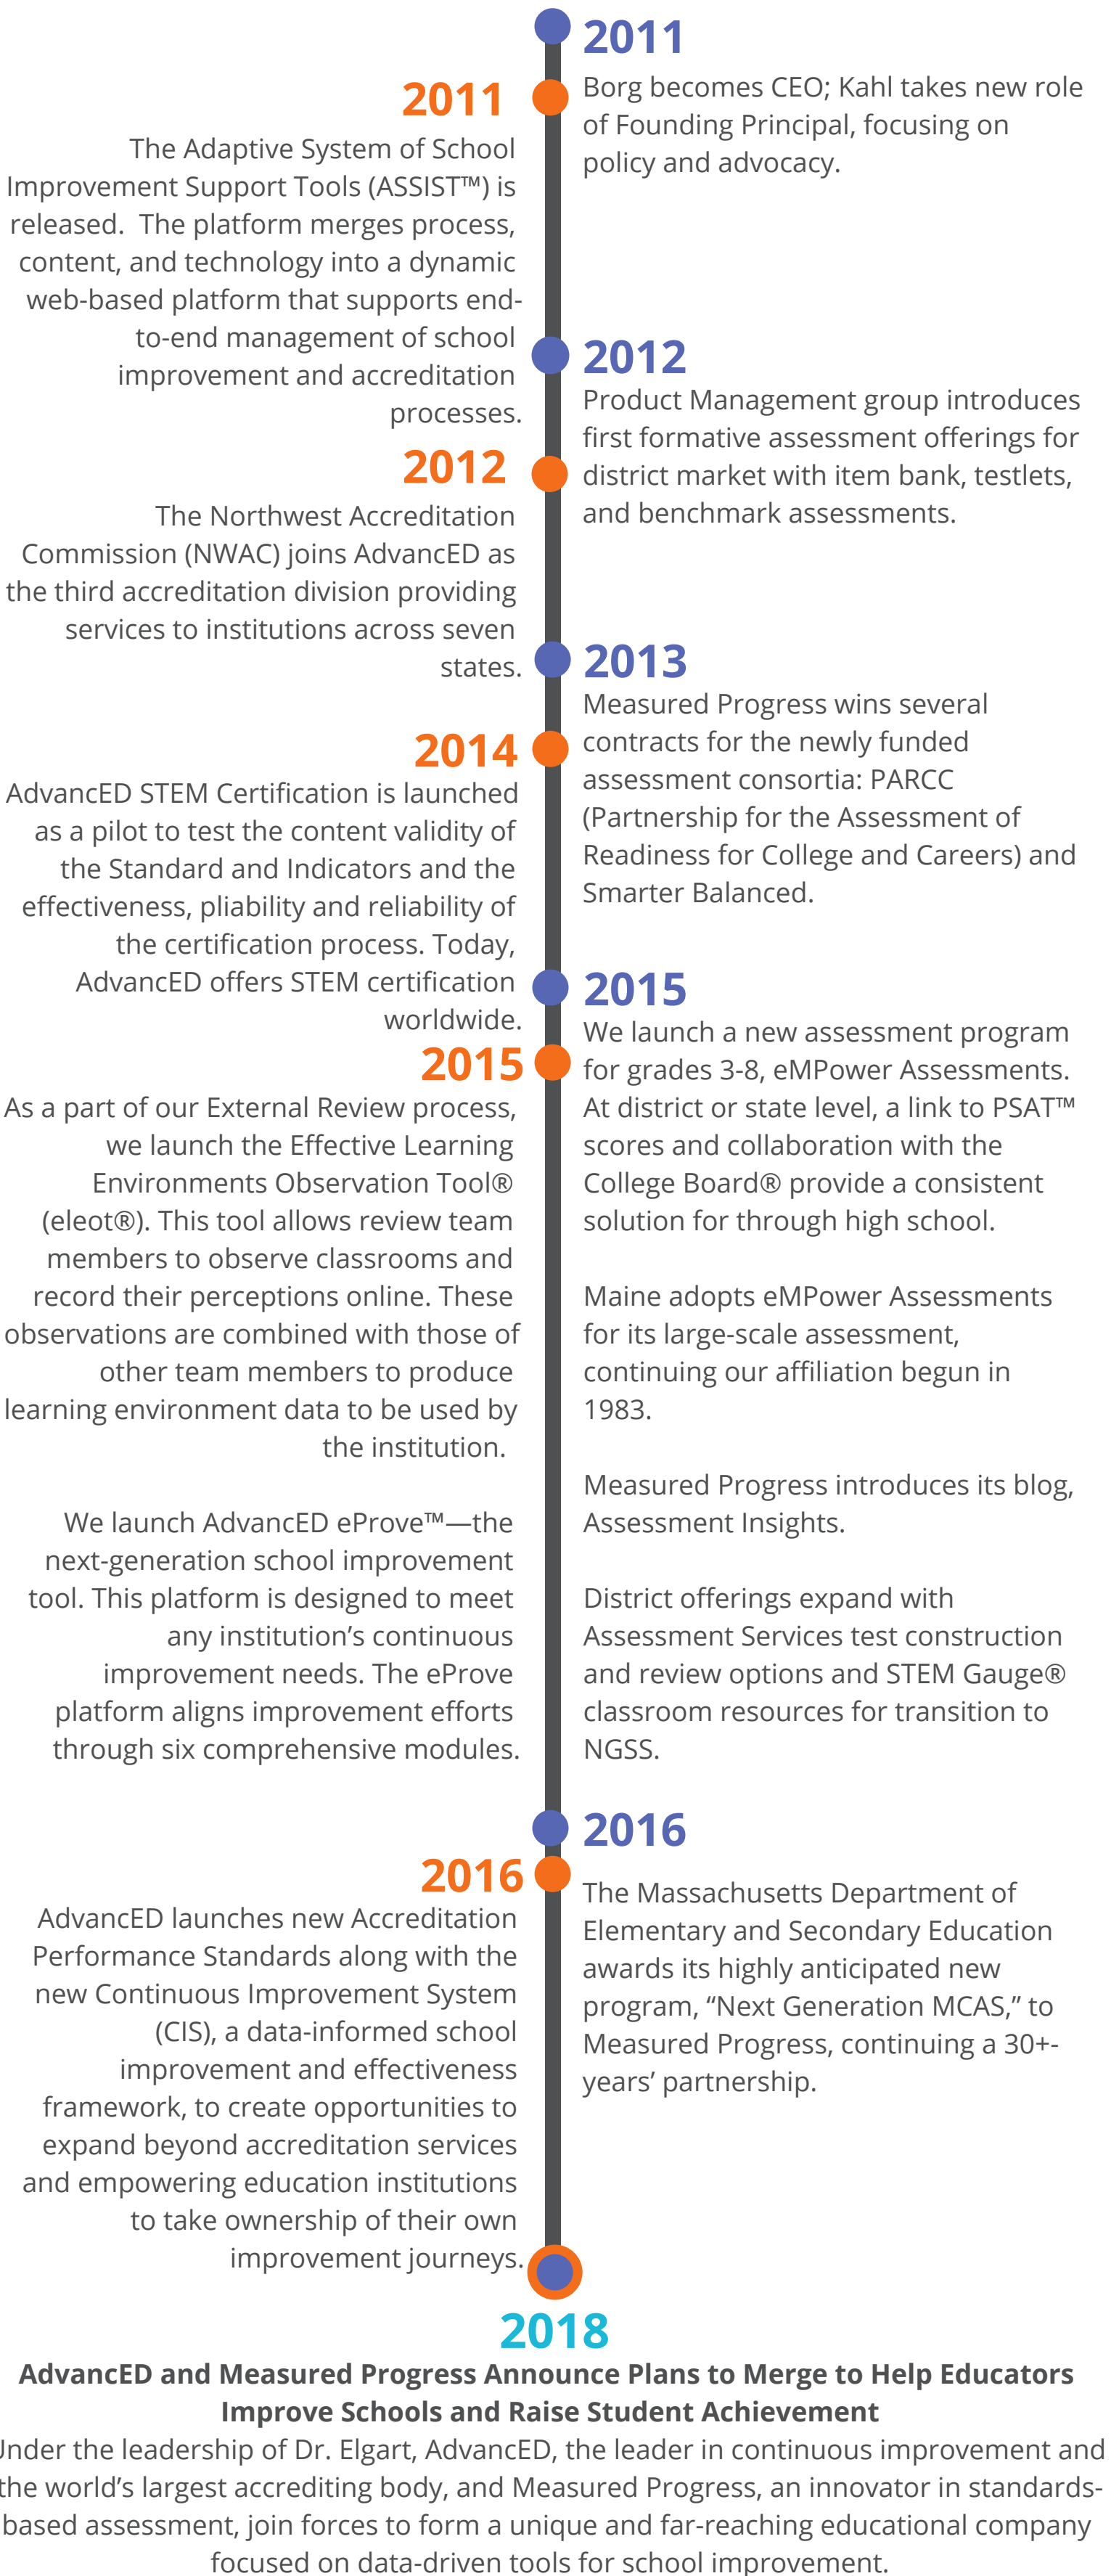 2011
Borg becomes CEO; Kahl takes new role
of Founding Principal, focusing on
policy and advocacy.
2011
The Adaptive System of School
Improvement Support Tools (ASSIST™) is
released.  The platform merges process,
content, and technology into a dynamic
web-based platform that supports end-
to-end management of school
improvement and accreditation
processes.
2012
Product Management group introduces
first formative assessment offerings for
district market with item bank, testlets,
and benchmark assessments.
2012
The Northwest Accreditation
Commission (NWAC) joins AdvancED as
the third accreditation division providing
services to institutions across seven
states.
2013
Measured Progress wins several
contracts for the newly funded
assessment consortia: PARCC
(Partnership for the Assessment of
Readiness for College and Careers) and
Smarter Balanced.
2014
AdvancED STEM Certification is launched
as a pilot to test the content validity of
the Standard and Indicators and the
effectiveness, pliability and reliability of
the certification process. Today,
AdvancED offers STEM certification
worldwide.
2015
We launch a new assessment program
for grades 3-8, eMPower Assessments.
At district or state level, a link to PSAT™
scores and collaboration with the
College Board® provide a consistent
solution for through high school.
Maine adopts eMPower Assessments
for its large-scale assessment,
continuing our affiliation begun in
1983.
Measured Progress introduces its blog,
Assessment Insights.
District offerings expand with
Assessment Services test construction
and review options and STEM Gauge®
classroom resources for transition to
NGSS.
2015
As a part of our External Review process,
we launch the Effective Learning
Environments Observation Tool®
(eleot®). This tool allows review team
members to observe classrooms and
record their perceptions online. These
observations are combined with those of
other team members to produce
learning environment data to be used by
the institution.
We launch AdvancED eProve™—the
next-generation school improvement
tool. This platform is designed to meet
any institution’s continuous
improvement needs. The eProve
platform aligns improvement efforts
through six comprehensive modules.
2016
The Massachusetts Department of
Elementary and Secondary Education
awards its highly anticipated new
program, “Next Generation MCAS,” to
Measured Progress, continuing a 30+-
years’ partnership.
2016
AdvancED launches new Accreditation
Performance Standards along with the
new Continuous Improvement System
(CIS), a data-informed school
improvement and effectiveness
framework, to create opportunities to
expand beyond accreditation services
and empowering education institutions
to take ownership of their own
improvement journeys.
2018
AdvancED and Measured Progress Announce Plans to Merge to Help Educators
Improve Schools and Raise Student Achievement
Under the leadership of Dr. Elgart, AdvancED, the leader in continuous improvement and
the world’s largest accrediting body, and Measured Progress, an innovator in standards-
based assessment, join forces to form a unique and far-reaching educational company
focused on data-driven tools for school improvement.